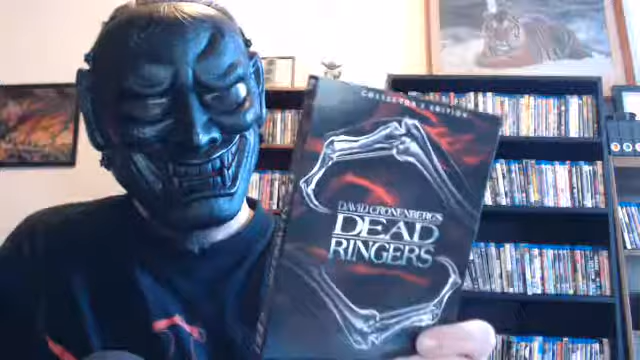 COLLECTOR'S EDITION
DAVID CRONENBERG'S
DEAD
RINGERS